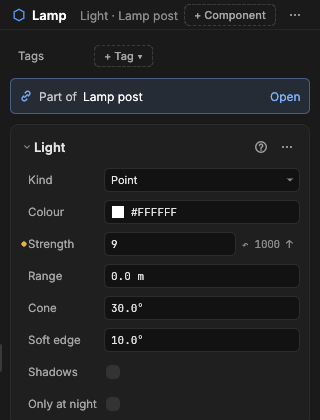 Lamp Light · Lamp post + Component ···
Tags + Tag ▾
Part of Lamp post Open
Light ? ···
Kind Point
Colour #FFFFFF
Strength 9 ↶ 1000 ↑
Range 0.0 m
Cone 30.0°
Soft edge 10.0°
Shadows
Only at night